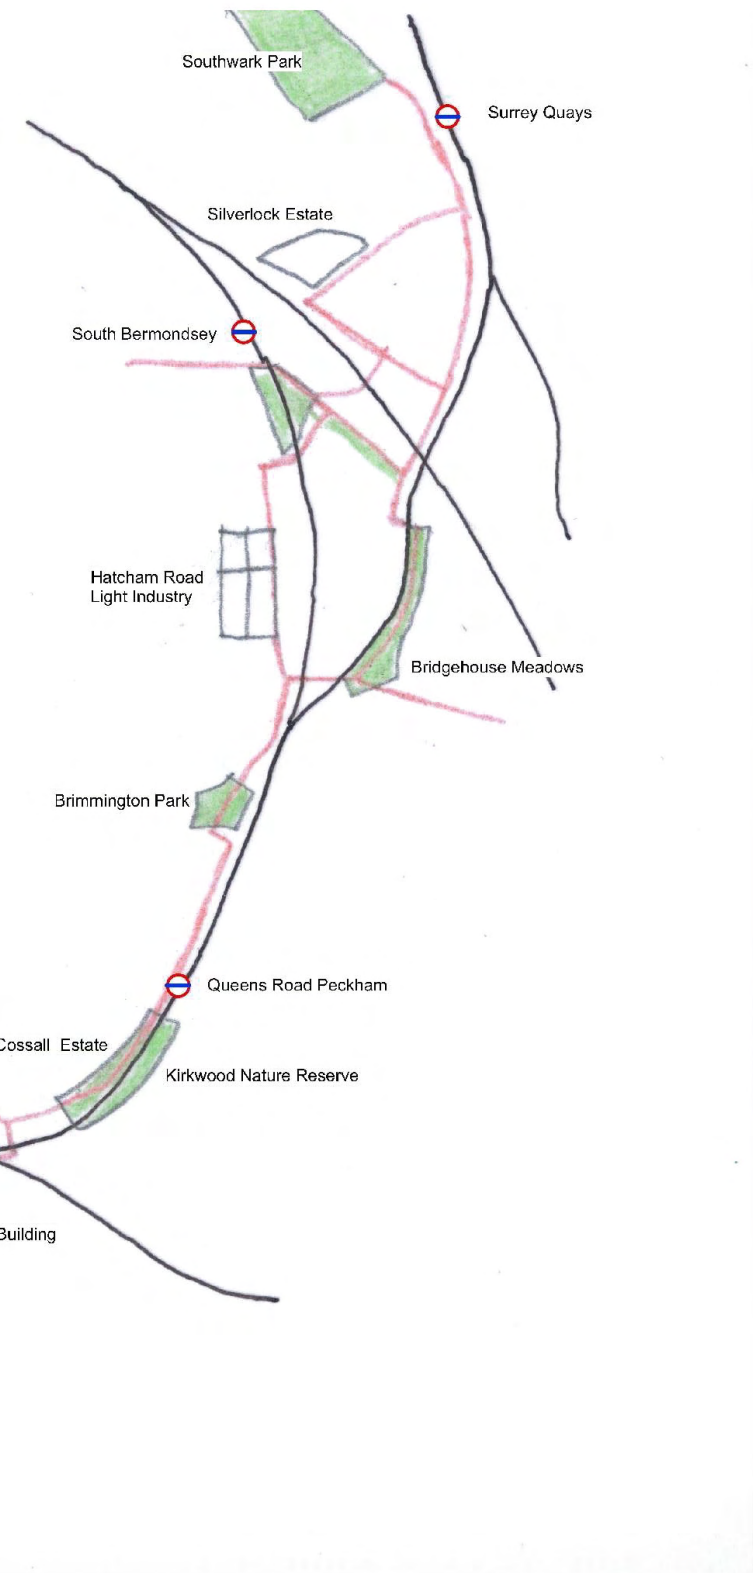 Southwark Park
Surrey Quays
Silverlock Estate
South Bermondsey
Hatcham Road
Light Industry
Bridgehouse Meadows
Brimmington Park
Queens Road Peckham
Cossall Estate
Kirkwood Nature Reserve
Building